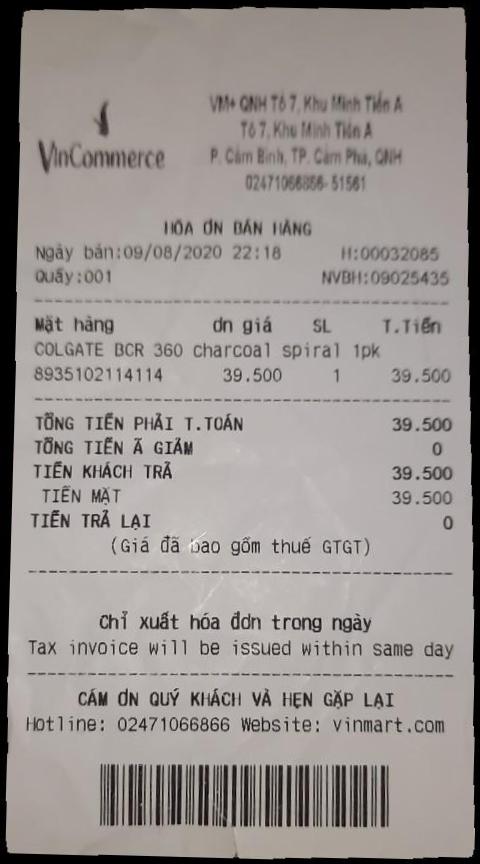 VinCommerce
VM+ QNH Tổ 7, Khu Minh Tiến A
Tổ 7, Khu Minh Tiến A
P. Cẩm Bình, TP. Cẩm Phả, QNH
02471066866-51561
HÓA ƠN BÁN HÀNG
Ngày bán:09/08/2020 22:18 H:00032085
Quầy:001 NVBH:09025435
Mặt hàng ơn giá SL T.Tiền
COLGATE BCR 360 charcoal spiral 1pk
8935102114114 39.500 1 39.500
TỔNG TIỀN PHẢI T.TOÁN 39.500
TỔNG TIỀN Ã GIẢM 0
TIỀN KHÁCH TRẢ 39.500
TIỀN MẶT 39.500
TIỀN TRẢ LẠI 0
(Giá đã bao gồm thuế GTGT)
Chỉ xuất hóa đơn trong ngày
Tax invoice will be issued within same day
CÁM ƠN QUÝ KHÁCH VÀ HẸN GẶP LẠI
Hotline: 02471066866 Website: vinmart.com